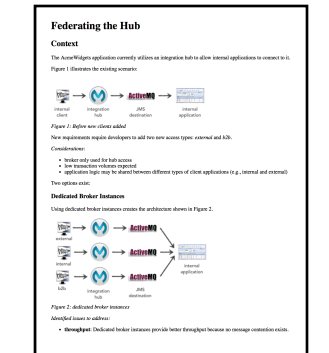 Federating the Hub
Context
The AcmeWidgets application currently utilizes an integration hub to allow internal applications to connect to it.
Figure 1 illustrates the existing scenario:
ActiveMQ
internal client
integration hub
JMS destination
internal application
Figure 1: Before new clients added
New requirements require developers to add two new access types: external and b2b.
Considerations:
• broker only used for hub access
• low transaction volumes expected
• application logic may be shared between different types of client applications (e.g., internal and external)
Two options exist:
Dedicated Broker Instances
Using dedicated broker instances creates the architecture shown in Figure 2.
ActiveMQ
external
ActiveMQ
internal
internal application
ActiveMQ
b2b
integration hub
JMS destination
Figure 2: dedicated broker instances
Identified issues to address:
• throughput: Dedicated broker instances provide better throughput because no message contention exists.